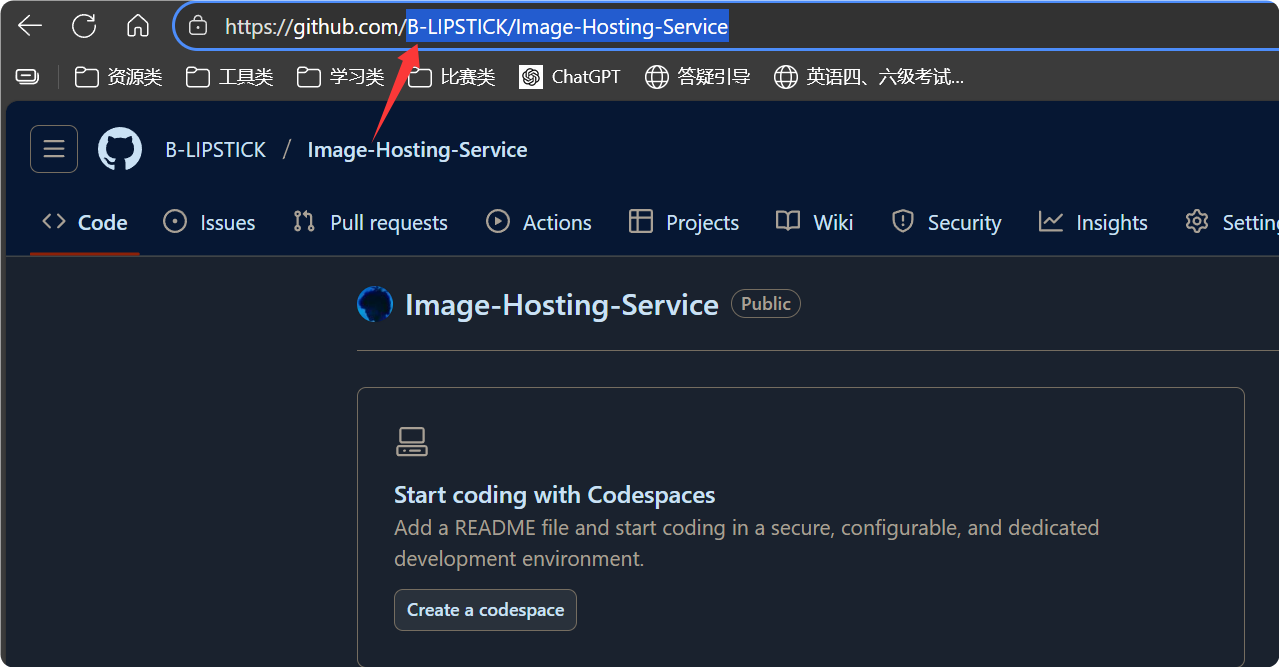 https://github.com/B-LIPSTICK/Image-Hosting-Service
资源类 工具类 学习类 比赛类 ChatGPT 答疑引导 英语四、六级考试...
B-LIPSTICK / Image-Hosting-Service
Code Issues Pull requests Actions Projects Wiki Security Insights Setting
Image-Hosting-Service Public
Start coding with Codespaces
Add a README file and start coding in a secure, configurable, and dedicated
development environment.
Create a codespace